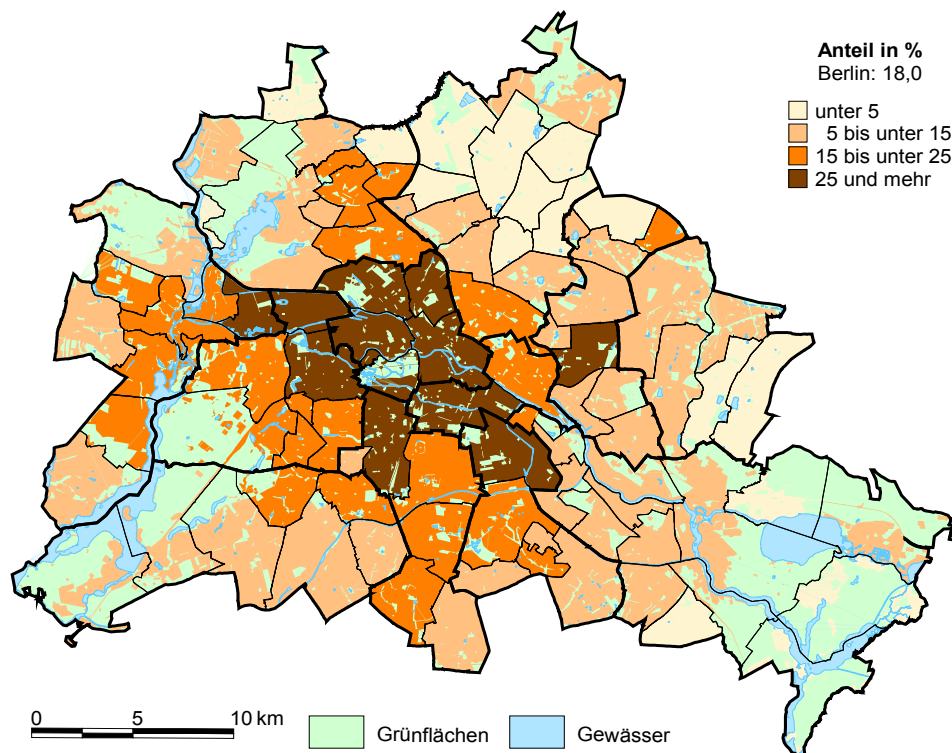 Anteil in %
Berlin: 18,0
unter 5
5 bis unter 15
15 bis unter 25
25 und mehr
0 5 10 km
Grünflächen Gewässer